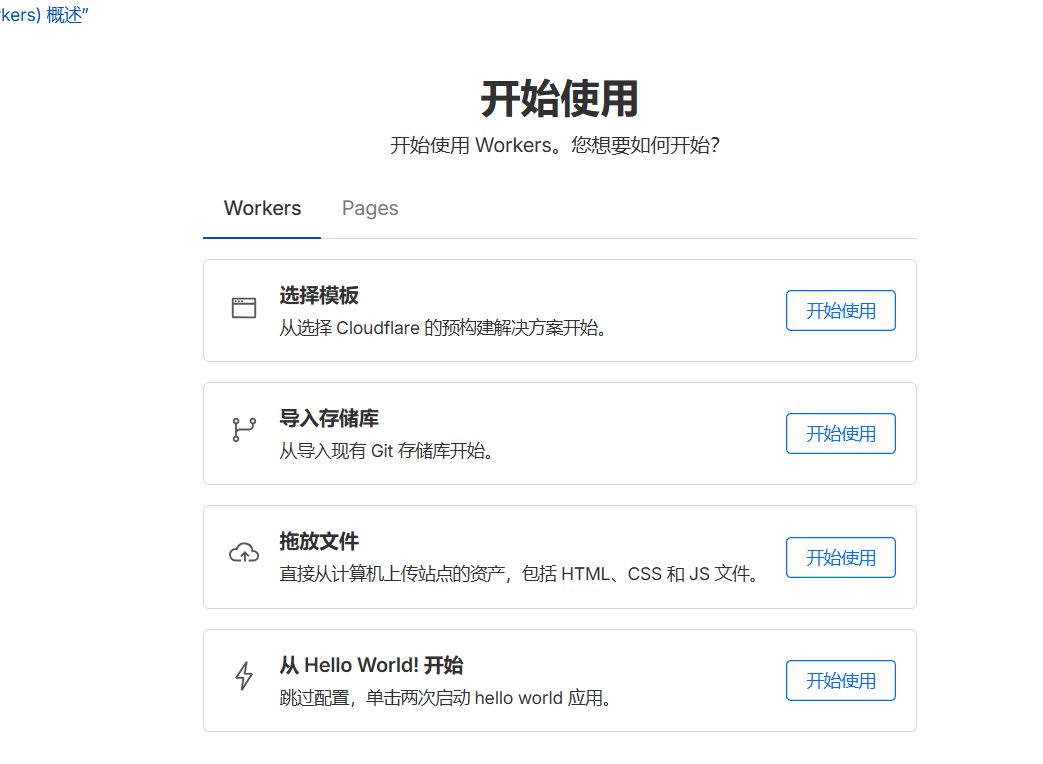 kers) 概述”
开始使用
开始使用 Workers。您想要如何开始？
Workers Pages
选择模板
从选择 Cloudflare 的预构建解决方案开始。
开始使用
导入存储库
从导入现有 Git 存储库开始。
开始使用
拖放文件
直接从计算机上传站点的资产，包括 HTML、CSS 和 JS 文件。
开始使用
从 Hello World! 开始
跳过配置，单击两次启动 hello world 应用。
开始使用